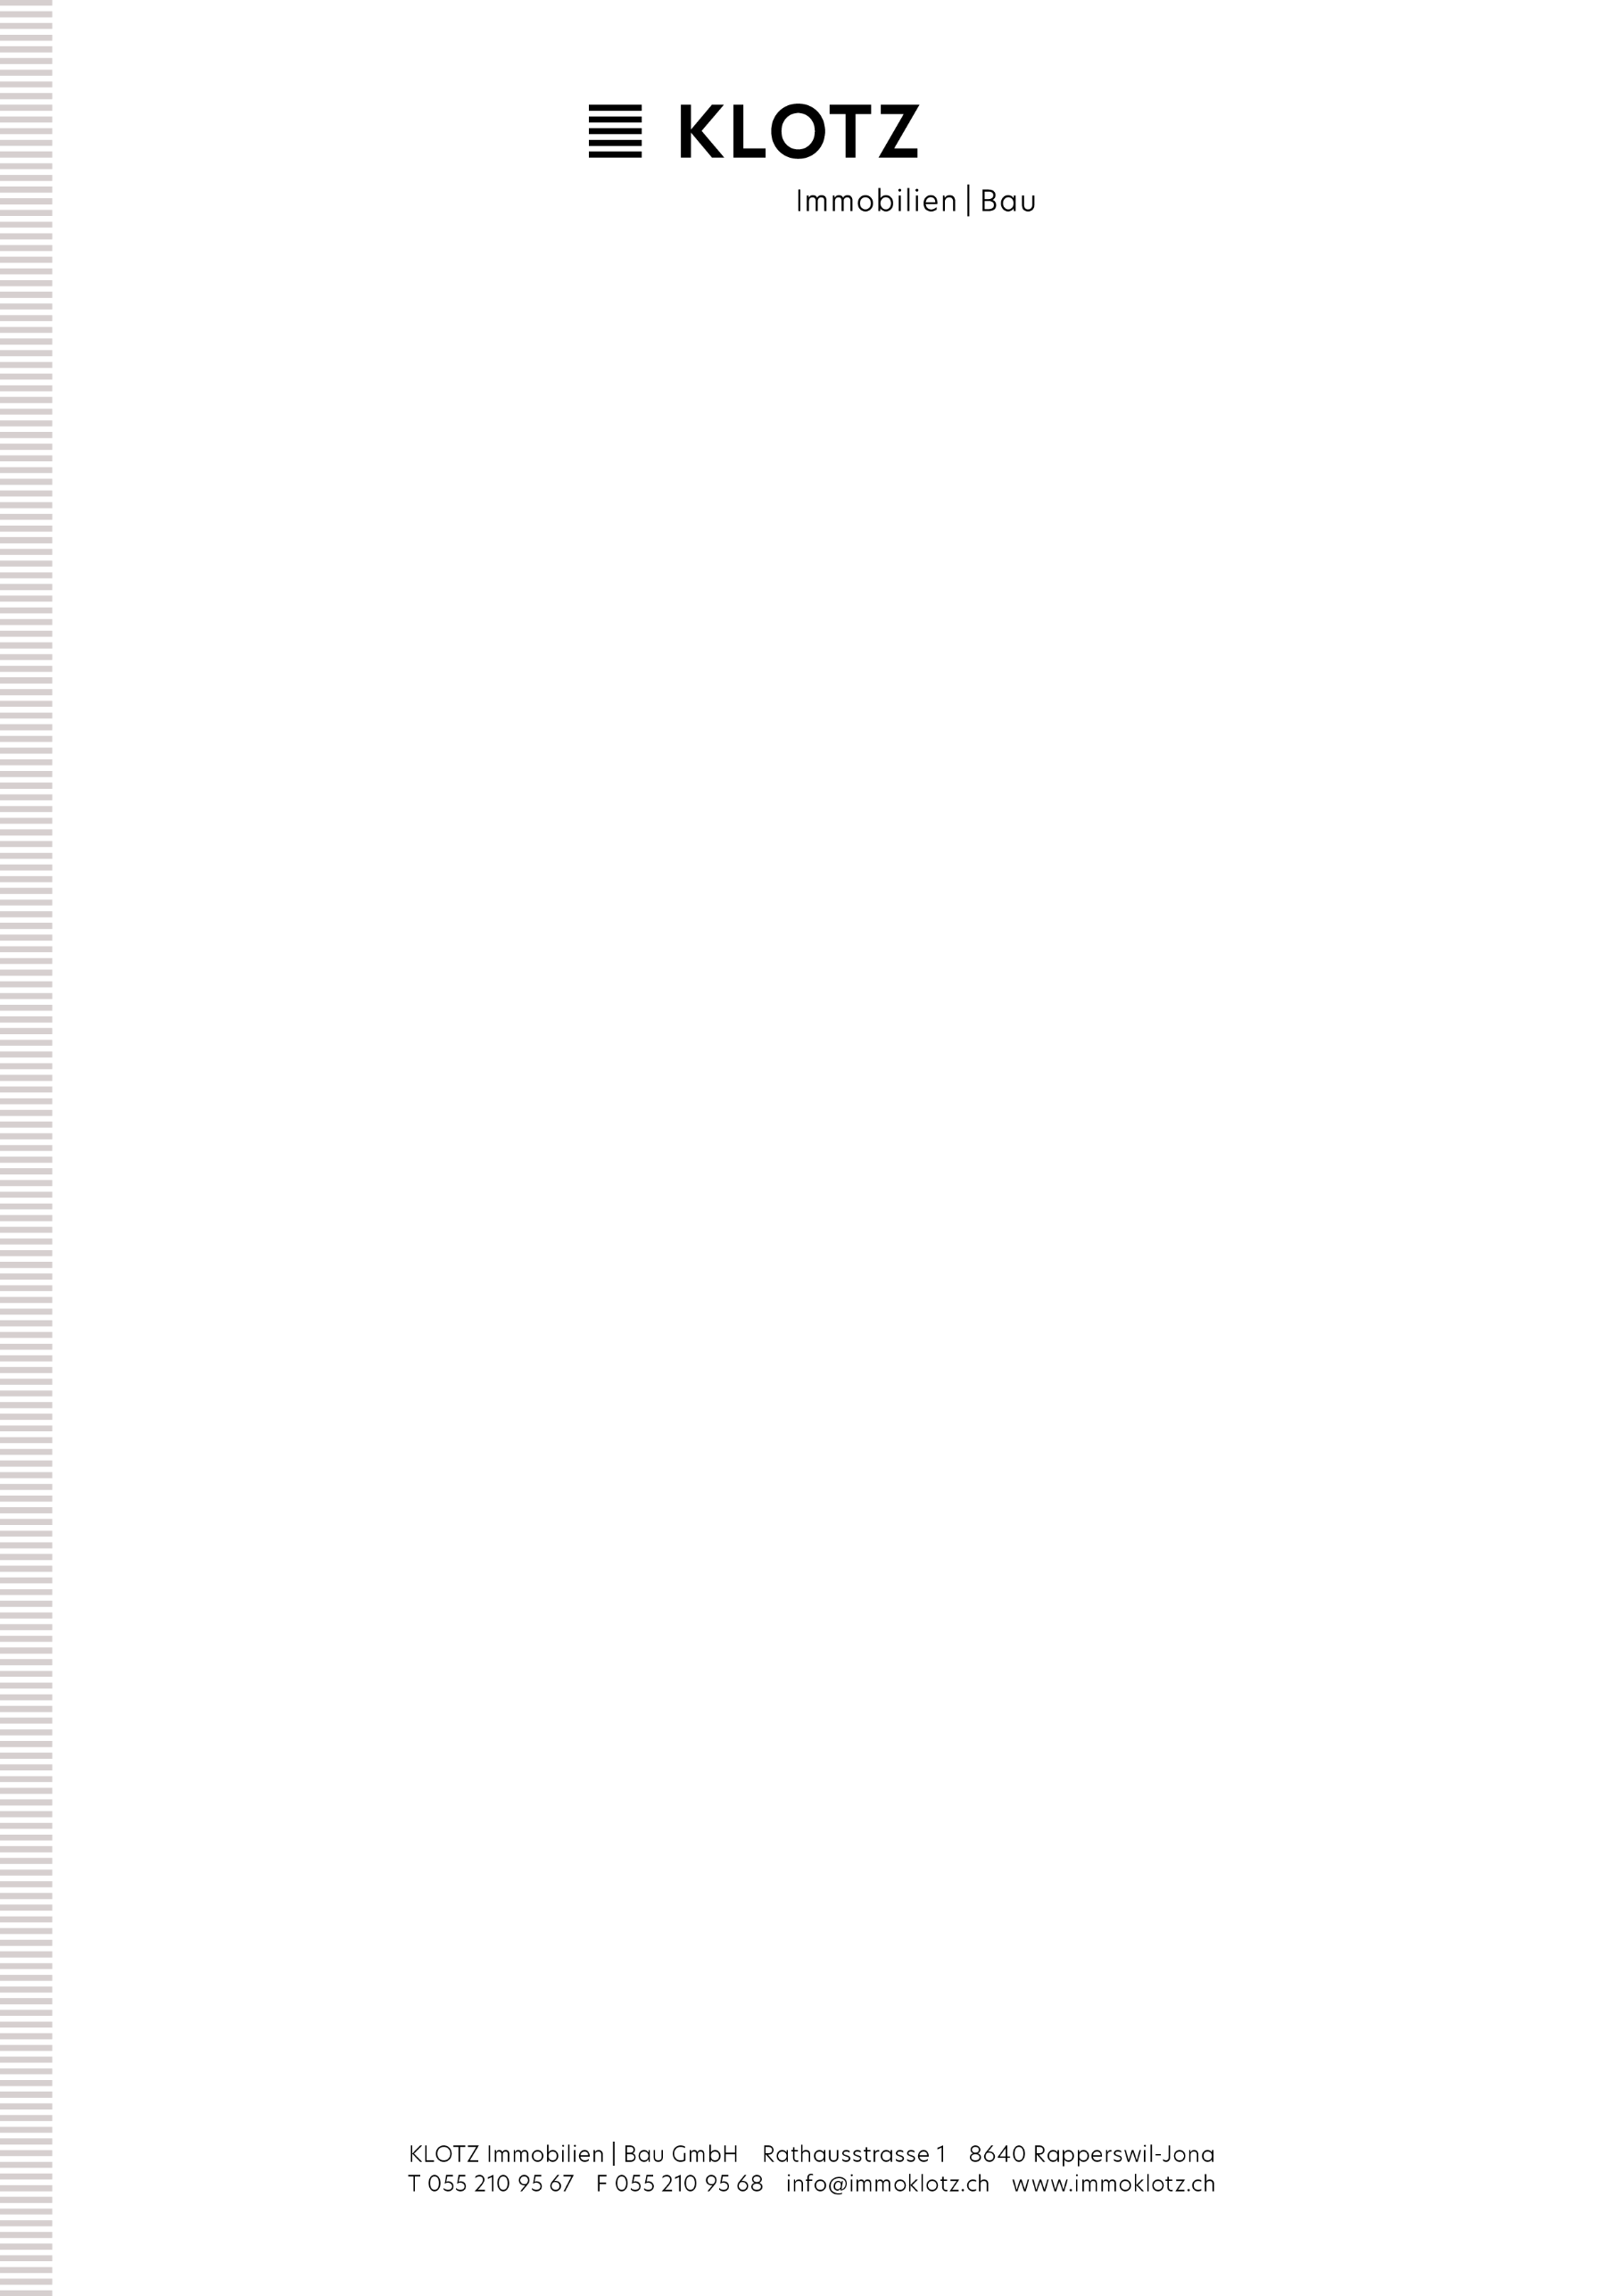 KLOTZ
Immobilien | Bau
KLOTZ Immobilien | Bau GmbH Rathausstrasse 1 8640 Rapperswil-Jona
T 055 210 95 67 F 055 210 95 68 info@immoklotz.ch www.immoklotz.ch